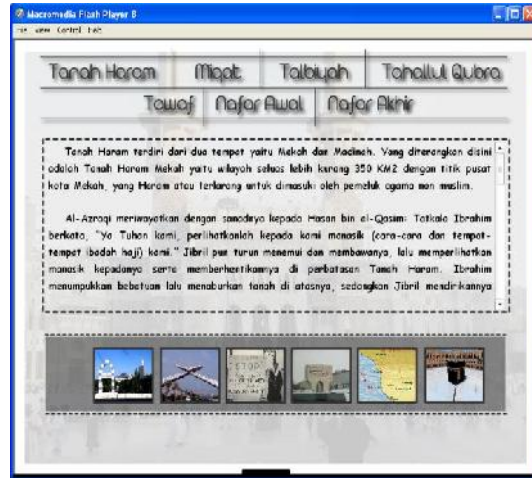 Macromedia Flash Player 8
File View Control Help
Tanah Haram Miqat Talbiyah Tahallul Qubra
Tawaf Nafar Awal Nafar Akhir
Tanah Haram terdiri dari dua tempat yaitu Mekah dan Madinah. Yang diterangkan disini
adalah Tanah Haram Mekah yaitu wilayah seluas lebih kurang 350 KM2 dengan titik pusat
kota Mekah, yang Haram atau terlarang untuk dimasuki oleh pemeluk agama non muslim.
Al-Azraqi meriwayatkan dengan sanadnya kepada Hasan bin al-Qasim: Tatkala Ibrahim
berkata, "Ya Tuhan kami, perlihatkanlah kepada kami manasik (cara-cara dan tempat-
tempat ibadah haji) kami." Jibril pun turun menemui dan membawanya, lalu memperlihatkan
manasik kepadanya serta memberhentikannya di perbatasan Tanah Haram. Ibrahim
menumpukkan bebatuan lalu menaburkan tanah di atasnya, sedangkan Jibril mendirikannya
STOP